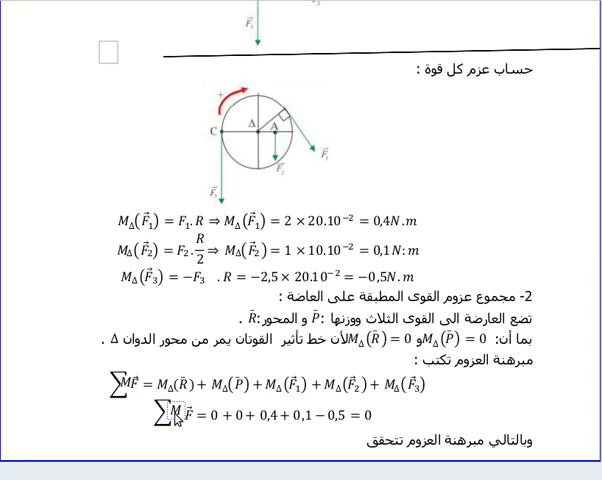 F₃
حساب عزم كل قوة :
+
C Δ A
F₁
F₂
F₃
M_Δ(F⃗₁) = F₁.R ⇒ M_Δ(F⃗₁) = 2 × 20.10⁻² = 0,4N.m
M_Δ(F⃗₂) = F₂.R/2 ⇒ M_Δ(F⃗₂) = 1 × 10.10⁻² = 0,1N:m
M_Δ(F⃗₃) = −F₃ .R = −2,5 × 20.10⁻² = −0,5N.m
2- مجموع عزوم القوى المطبقة على العاضة :
تضع العارضة الى القوى الثلاث ووزنها :P⃗ و المحور:R⃗ .
بما أن: M_Δ(P⃗) = 0 و M_Δ(R⃗) = 0 لأن خط تأثير القوتان يمر من محور الدوان Δ .
مبرهنة العزوم تكتب :
∑MF⃗ = M_Δ(R⃗) + M_Δ(P⃗) + M_Δ(F⃗₁) + M_Δ(F⃗₂) + M_Δ(F⃗₃)
∑M F⃗ = 0 + 0 + 0,4 + 0,1 − 0,5 = 0
وبالتالي مبرهنة العزوم تتحقق